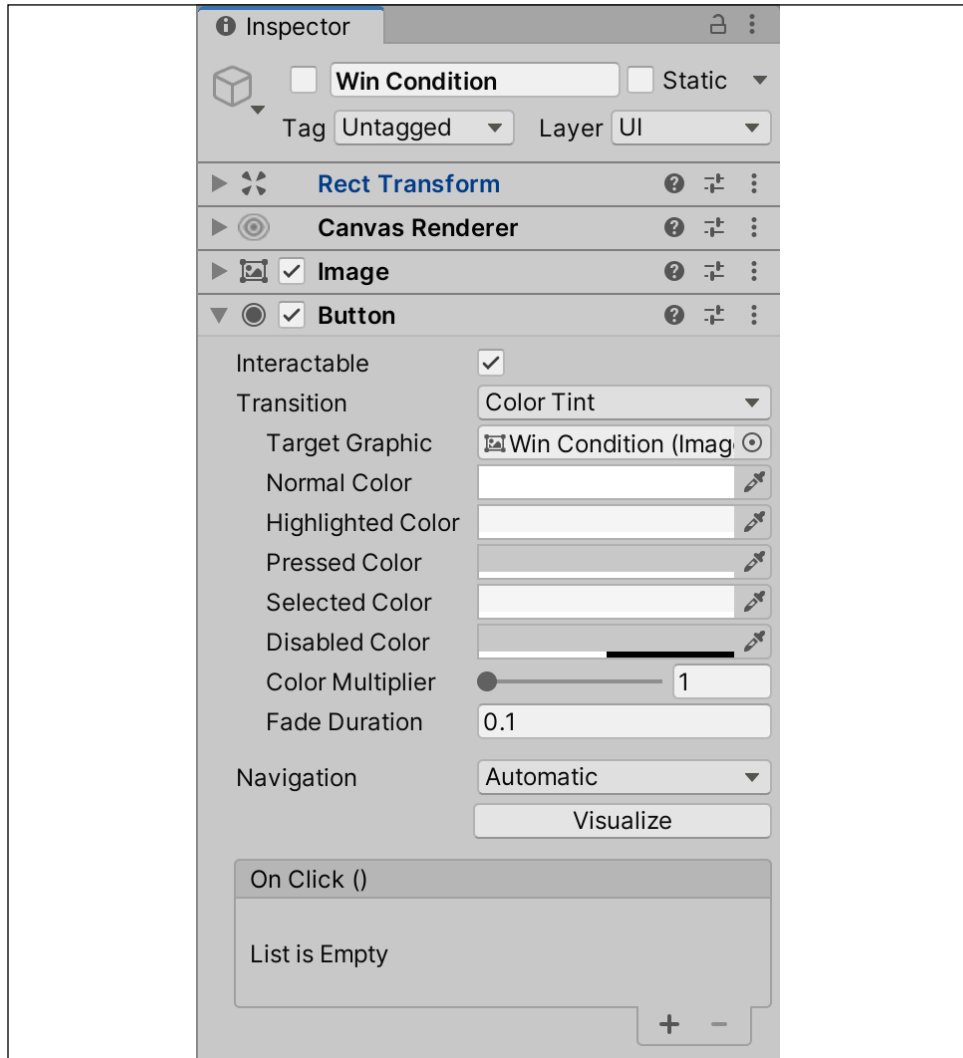 Inspector
Win Condition Static
Tag Untagged Layer UI
Rect Transform
Canvas Renderer
Image
Button
Interactable
Transition Color Tint
Target Graphic Win Condition (Imag
Normal Color
Highlighted Color
Pressed Color
Selected Color
Disabled Color
Color Multiplier 1
Fade Duration 0.1
Navigation Automatic
Visualize
On Click ()
List is Empty